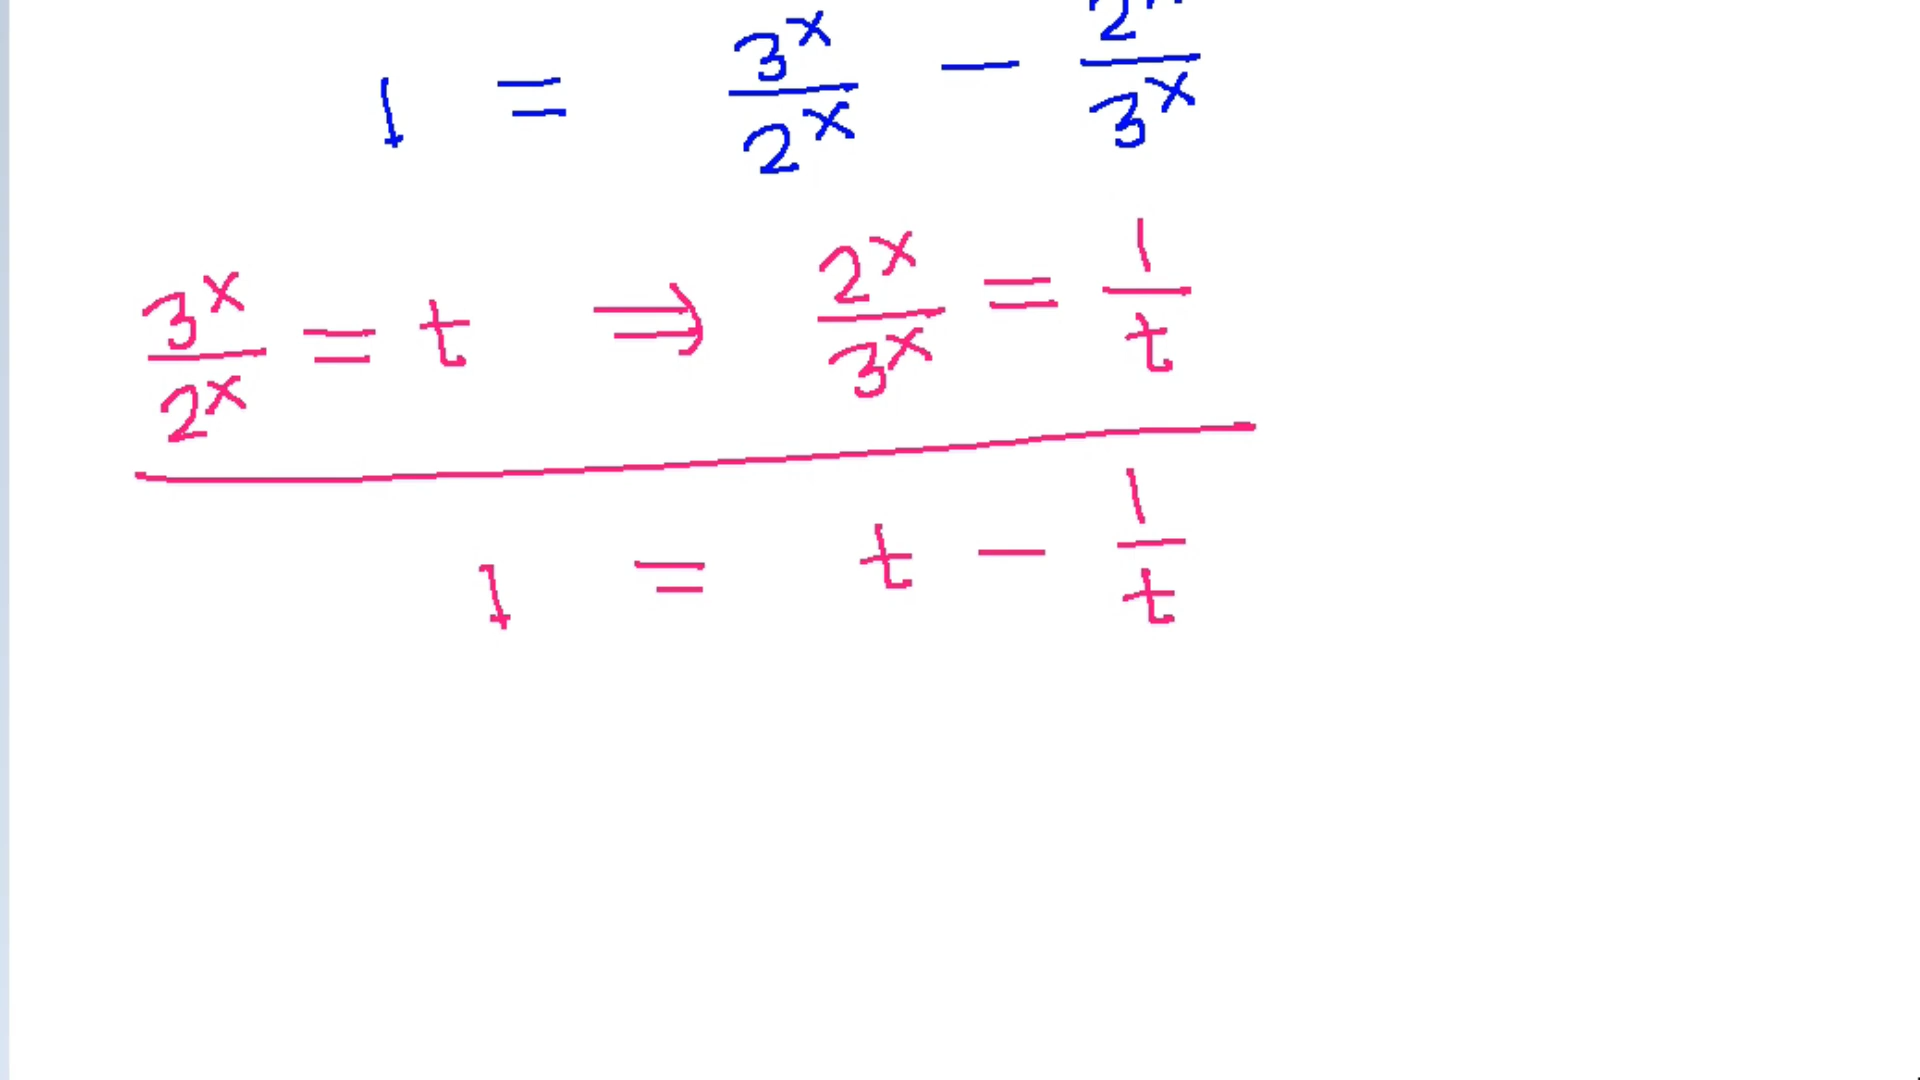 1 = 3^x/2^x − 2^x/3^x
3^x/2^x = t ⇒ 2^x/3^x = 1/t
1 = t − 1/t